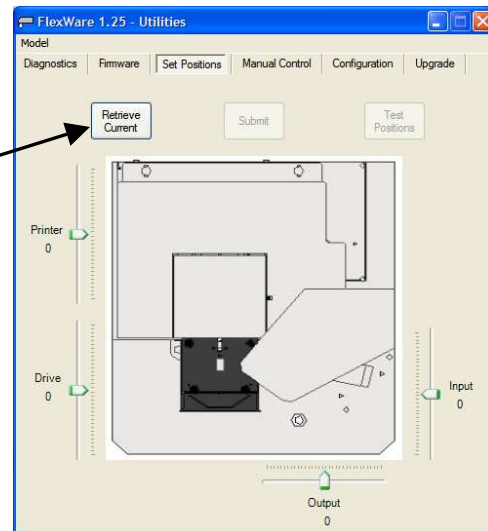 FlexWare 1.25 - Utilities
Model
Diagnostics Firmware Set Positions Manual Control Configuration Upgrade
Retrieve
Current
Submit
Test
Positions
Printer
0
Drive
0
Input
0
Output
0